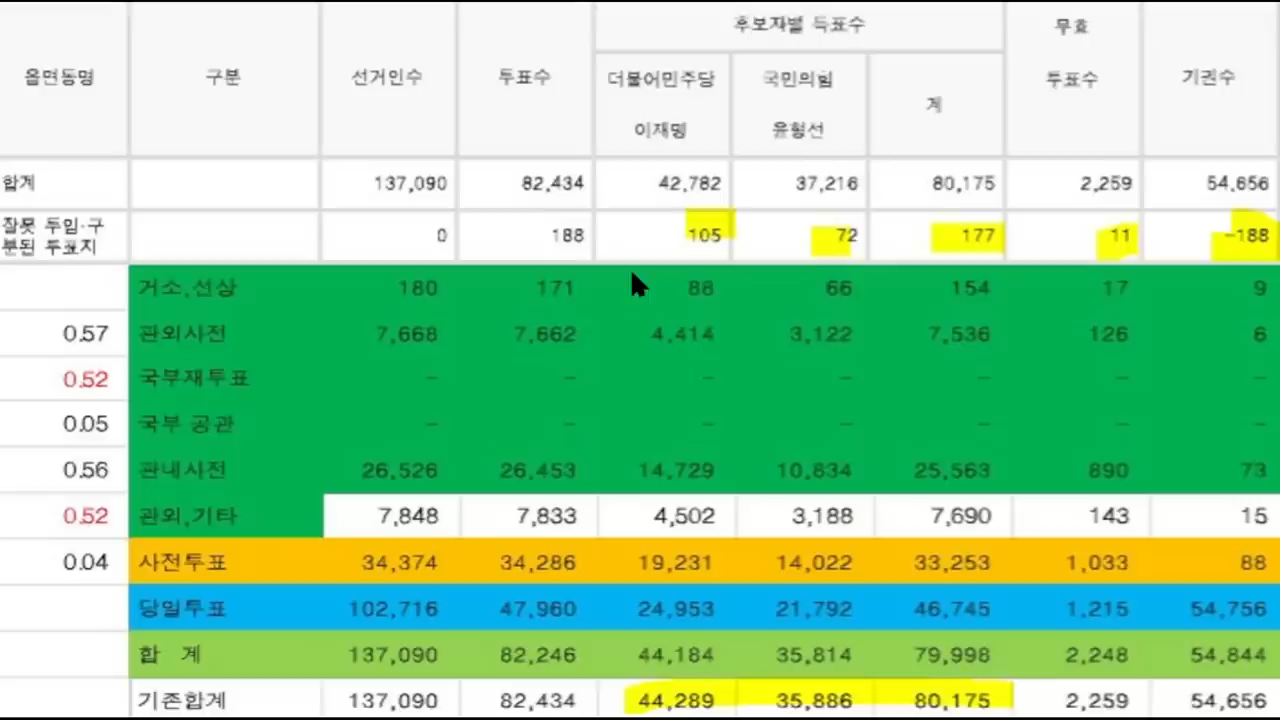 후보자별 득표수
무효
읍면동명 구분 선거인수 투표수 더불어민주당 국민의힘 계 투표수 기권수
이재명 유형선
합계 137,090 82,434 42,782 37,216 80,175 2,259 54,656
잘못 투입·구
분된 투표지 0 188 105 72 177 11 -188
거소,선상 180 171 88 66 154 17 9
0.57 관외사전 7,668 7,662 4,414 3,122 7,536 126 6
0.52 국부재투표 - - - - - - -
0.05 국부 공관 - - - - - - -
0.56 관내사전 26,526 26,453 14,729 10,834 25,563 890 73
0.52 관외,기타 7,848 7,833 4,502 3,188 7,690 143 15
0.04 사전투표 34,374 34,286 19,231 14,022 33,253 1,033 88
당일투표 102,716 47,960 24,953 21,792 46,745 1,215 54,756
합 계 137,090 82,246 44,184 35,814 79,998 2,248 54,844
기존합계 137,090 82,434 44,289 35,886 80,175 2,259 54,656